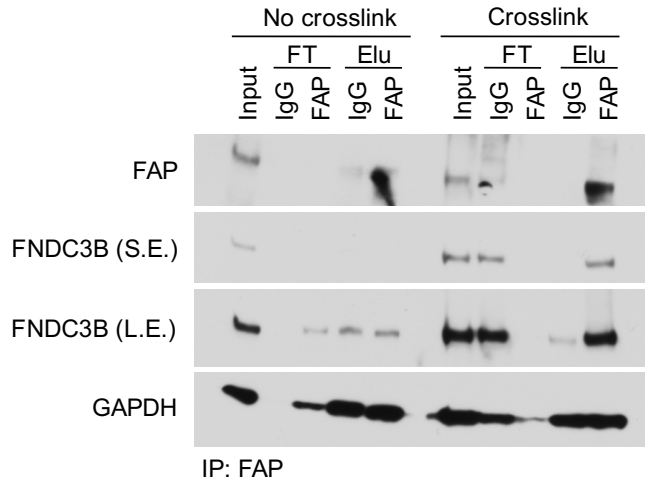 No crosslink Crosslink
FT Elu FT Elu
Input IgG FAP IgG FAP Input IgG FAP IgG FAP
FAP
FNDC3B (S.E.)
FNDC3B (L.E.)
GAPDH
IP: FAP